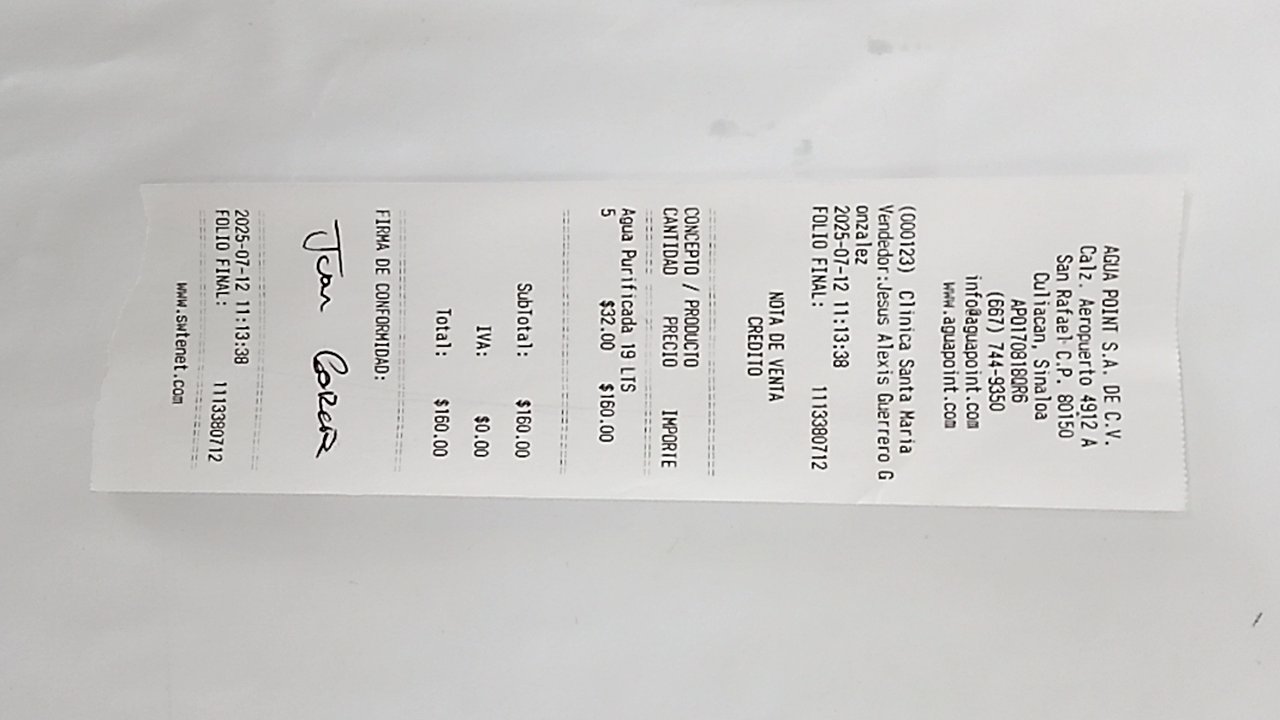 AGUA POINT S.A. DE C.V.
Calz. Aeropuerto 4912 A
San Rafael C.P. 80150
Culiacan, Sinaloa
APO170818QR6
(667) 744-9350
info@aguapoint.com
www.aguapoint.com
(000123) Clinica Santa Maria
Vendedor:Jesus Alexis Guerrero G
onzalez
2025-07-12 11:13:38
FOLIO FINAL: 1113380712
NOTA DE VENTA
CREDITO
CONCEPTO / PRODUCTO
CANTIDAD PRECIO IMPORTE
Agua Purificada 19 LTS
5 $32.00 $160.00
SubTotal: $160.00
IVA: $0.00
Total: $160.00
FIRMA DE CONFORMIDAD:
Juan
2025-07-12 11:13:38
FOLIO FINAL: 1113380712
www.swfenet.com